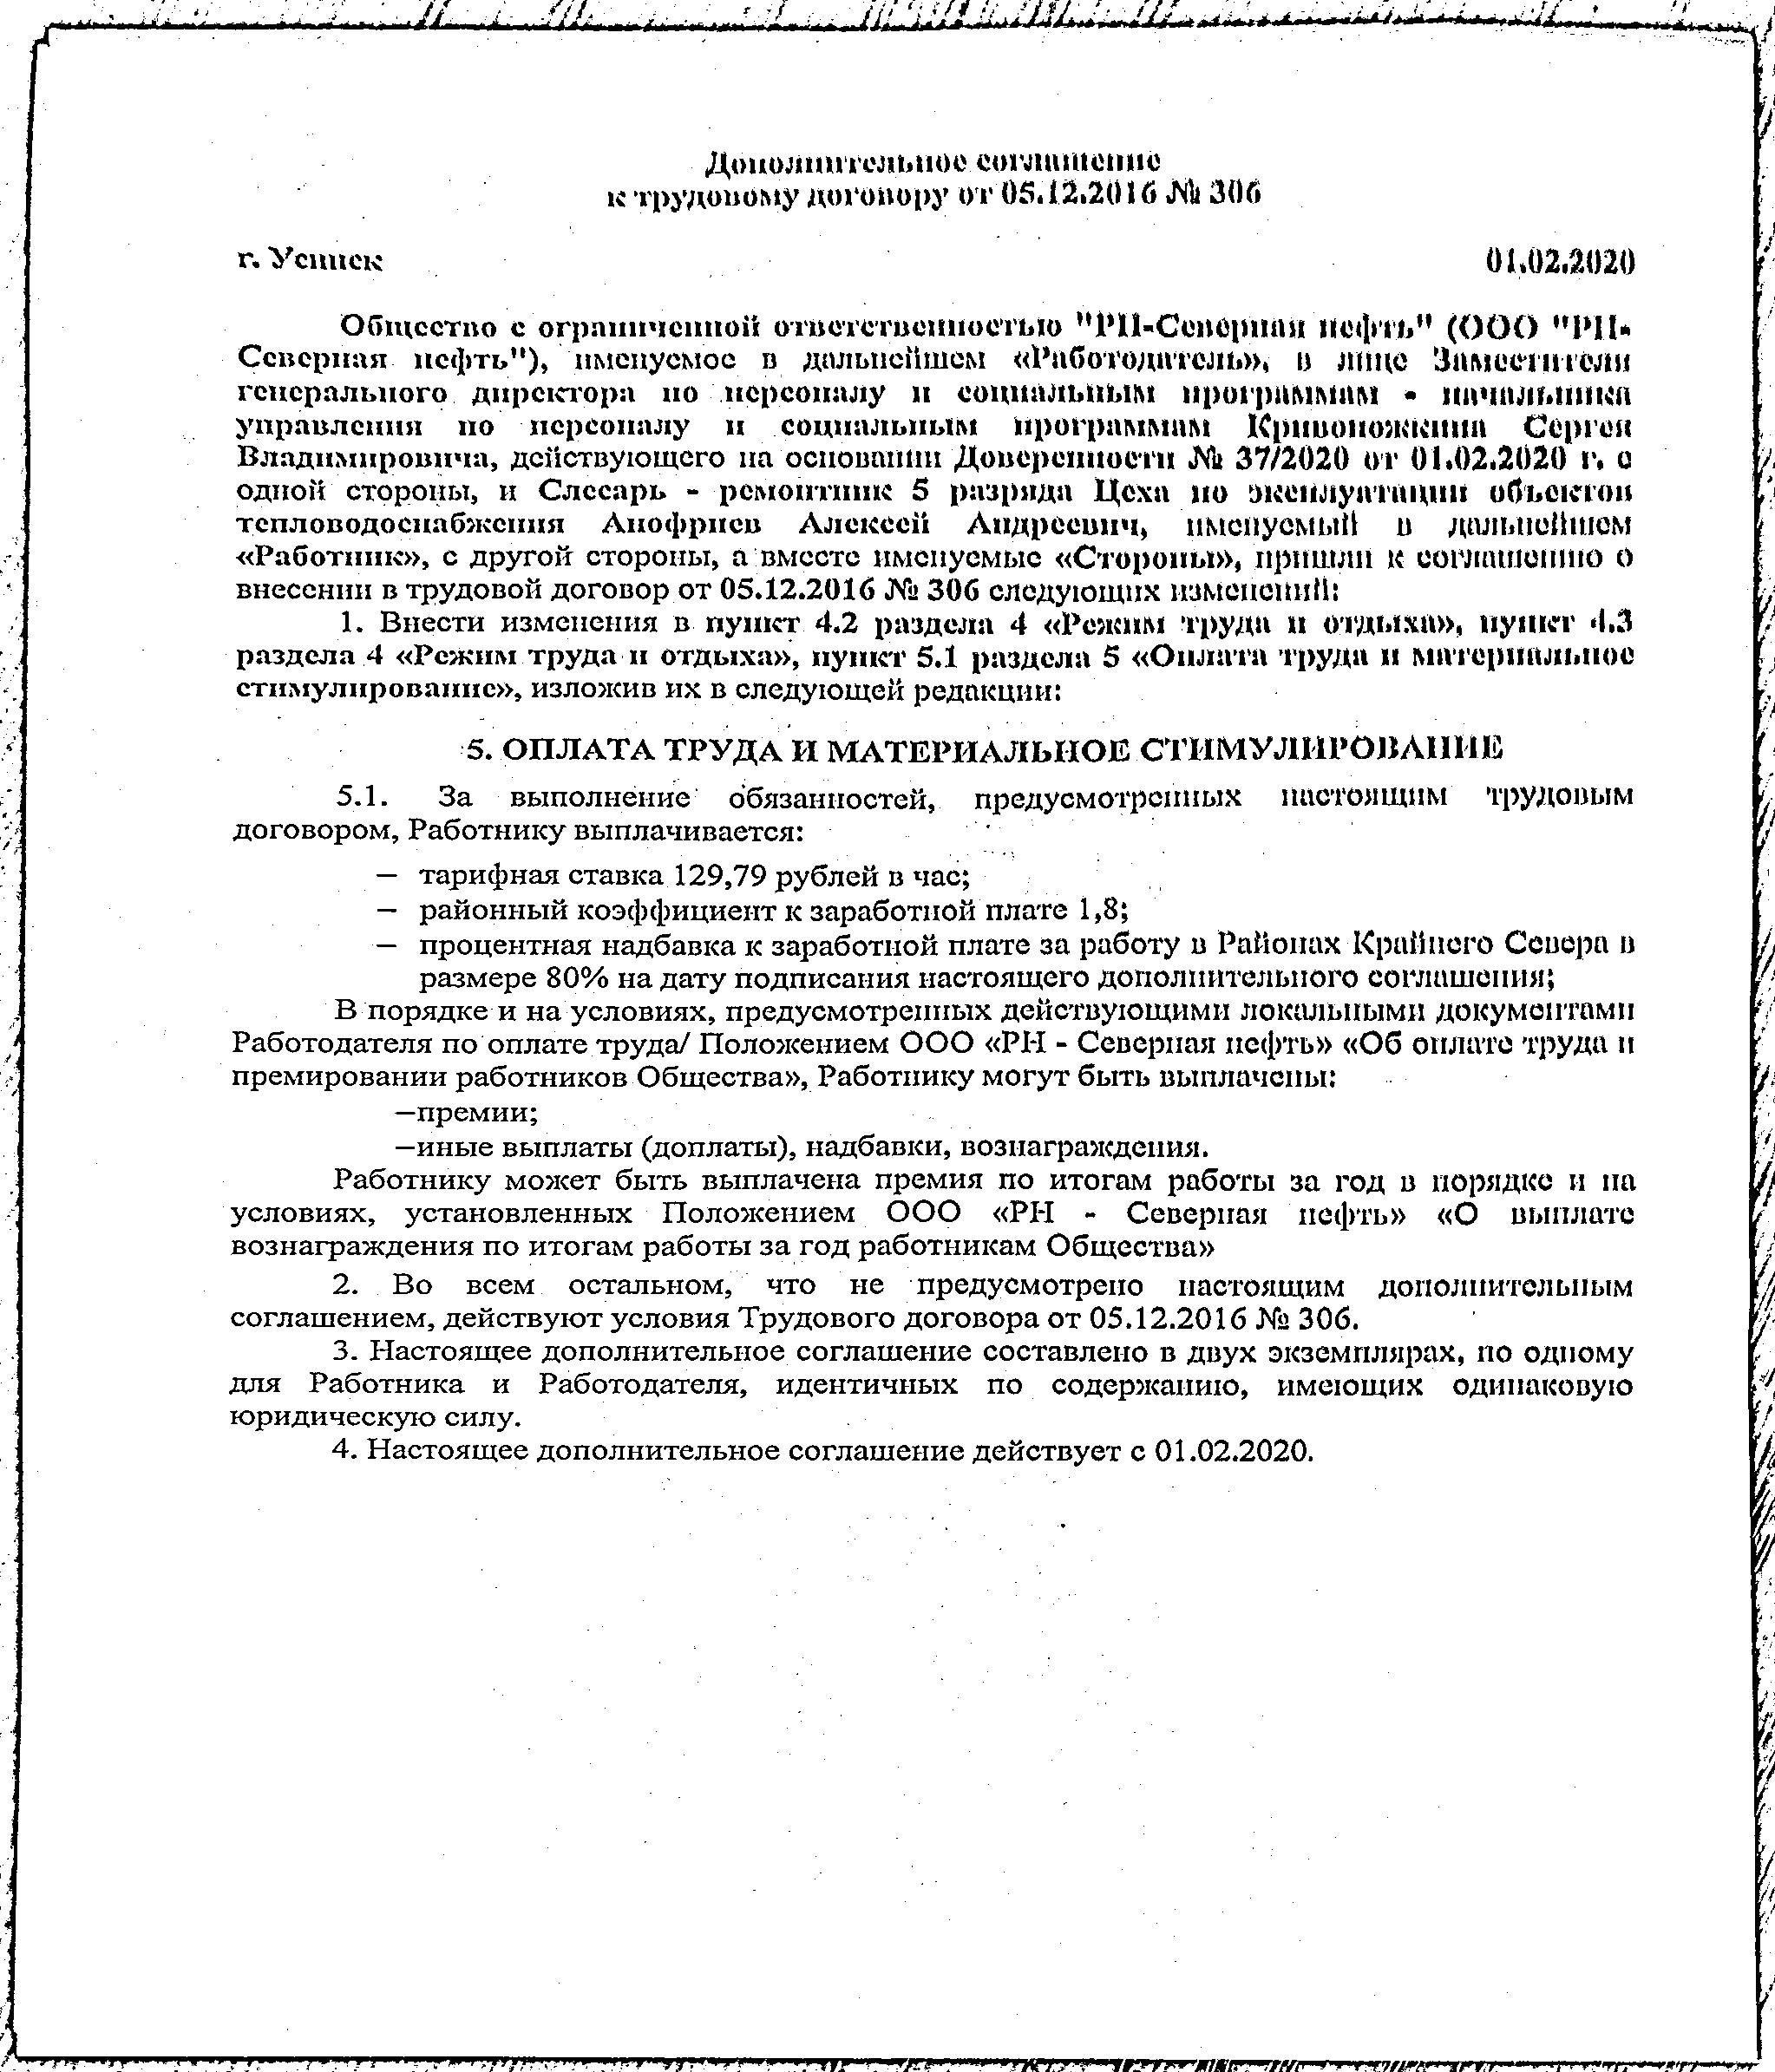 Дополнительное соглашение
к трудовому договору от 05.12.2016 № 306
г. Усинск 01.02.2020
Общество с ограниченной ответственностью "РН-Северная нефть" (ООО "РН-
Северная нефть"), именуемое в дальнейшем «Работодатель», в лице Заместителя
генерального директора по персоналу и социальным программам - начальника
управления по персоналу и социальным программам Кривоножкина Сергея
Владимировича, действующего на основании Доверенности № 37/2020 от 01.02.2020 г. с
одной стороны, и Слесарь - ремонтник 5 разряда Цеха по эксплуатации объектов
тепловодоснабжения Анофриев Алексей Андреевич, именуемый в дальнейшем
«Работник», с другой стороны, а вместе именуемые «Стороны», пришли к соглашению о
внесении в трудовой договор от 05.12.2016 № 306 следующих изменений:
1. Внести изменения в пункт 4.2 раздела 4 «Режим труда и отдыха», пункт 4.3
раздела 4 «Режим труда и отдыха», пункт 5.1 раздела 5 «Оплата труда и материальное
стимулирование», изложив их в следующей редакции:
5. ОПЛАТА ТРУДА И МАТЕРИАЛЬНОЕ СТИМУЛИРОВАНИЕ
5.1. За выполнение обязанностей, предусмотренных настоящим трудовым
договором, Работнику выплачивается:
– тарифная ставка 129,79 рублей в час;
– районный коэффициент к заработной плате 1,8;
– процентная надбавка к заработной плате за работу в Районах Крайнего Севера в
размере 80% на дату подписания настоящего дополнительного соглашения;
В порядке и на условиях, предусмотренных действующими локальными документами
Работодателя по оплате труда/ Положением ООО «РН - Северная нефть» «Об оплате труда и
премировании работников Общества», Работнику могут быть выплачены:
–премии;
–иные выплаты (доплаты), надбавки, вознаграждения.
Работнику может быть выплачена премия по итогам работы за год в порядке и на
условиях, установленных Положением ООО «РН - Северная нефть» «О выплате
вознаграждения по итогам работы за год работникам Общества»
2. Во всем остальном, что не предусмотрено настоящим дополнительным
соглашением, действуют условия Трудового договора от 05.12.2016 № 306.
3. Настоящее дополнительное соглашение составлено в двух экземплярах, по одному
для Работника и Работодателя, идентичных по содержанию, имеющих одинаковую
юридическую силу.
4. Настоящее дополнительное соглашение действует с 01.02.2020.